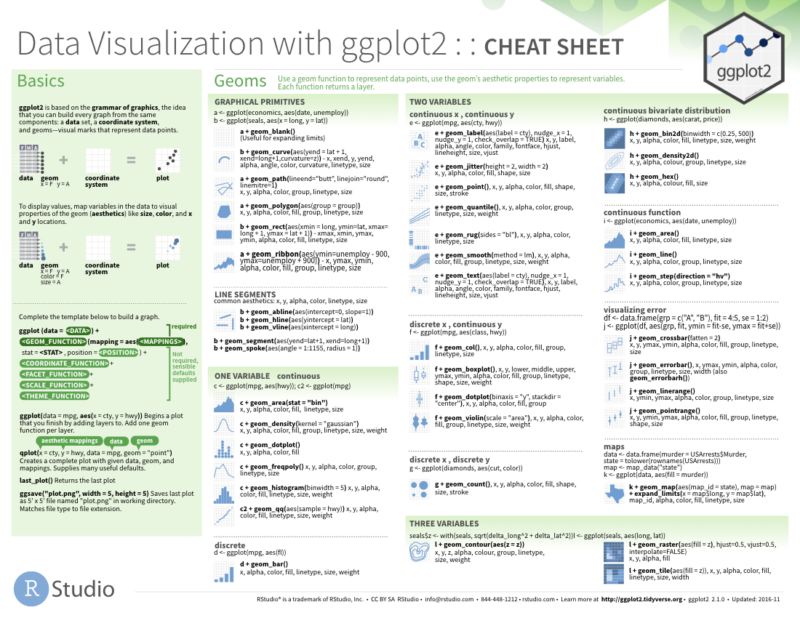 Data Visualization with ggplot2 : : CHEAT SHEET
ggplot2
Basics
ggplot2 is based on the grammar of graphics, the idea
that you can build every graph from the same
components: a data set, a coordinate system,
and geoms—visual marks that represent data points.
data geom coordinate plot
x = F y = A system
To display values, map variables in the data to visual
properties of the geom (aesthetics) like size, color, and x
and y locations.
data geom coordinate plot
x = F y = A system
color = F
size = A
Complete the template below to build a graph.
required
ggplot (data = <DATA>) +
<GEOM_FUNCTION>(mapping = aes(<MAPPINGS>),
stat = <STAT>, position = <POSITION>) +
<COORDINATE_FUNCTION> +
<FACET_FUNCTION> +
<SCALE_FUNCTION> +
<THEME_FUNCTION>
Not
required,
sensible
defaults
supplied
ggplot(data = mpg, aes(x = cty, y = hwy)) Begins a plot
that you finish by adding layers to. Add one geom
function per layer.
aesthetic mappings data geom
qplot(x = cty, y = hwy, data = mpg, geom = "point")
Creates a complete plot with given data, geom, and
mappings. Supplies many useful defaults.
last_plot() Returns the last plot
ggsave("plot.png", width = 5, height = 5) Saves last plot
as 5' x 5' file named "plot.png" in working directory.
Matches file type to file extension.
Geoms
Use a geom function to represent data points, use the geom's aesthetic properties to represent variables.
Each function returns a layer.
GRAPHICAL PRIMITIVES
a <- ggplot(economics, aes(date, unemploy))
b <- ggplot(seals, aes(x = long, y = lat))
a + geom_blank()
(Useful for expanding limits)
b + geom_curve(aes(yend = lat + 1,
xend=long+1,curvature=z)) - x, xend, y, yend,
alpha, angle, color, curvature, linetype, size
a + geom_path(lineend="butt", linejoin="round",
linemitre=1)
x, y, alpha, color, group, linetype, size
a + geom_polygon(aes(group = group))
x, y, alpha, color, fill, group, linetype, size
b + geom_rect(aes(xmin = long, ymin=lat, xmax=
long + 1, ymax = lat + 1)) - xmax, xmin, ymax,
ymin, alpha, color, fill, linetype, size
a + geom_ribbon(aes(ymin=unemploy - 900,
ymax=unemploy + 900)) - x, ymax, ymin,
alpha, color, fill, group, linetype, size
LINE SEGMENTS
common aesthetics: x, y, alpha, color, linetype, size
b + geom_abline(aes(intercept=0, slope=1))
b + geom_hline(aes(yintercept = lat))
b + geom_vline(aes(xintercept = long))
b + geom_segment(aes(yend=lat+1, xend=long+1))
b + geom_spoke(aes(angle = 1:1155, radius = 1))
ONE VARIABLE continuous
c <- ggplot(mpg, aes(hwy)); c2 <- ggplot(mpg)
c + geom_area(stat = "bin")
x, y, alpha, color, fill, linetype, size
c + geom_density(kernel = "gaussian")
x, y, alpha, color, fill, group, linetype, size, weight
c + geom_dotplot()
x, y, alpha, color, fill
c + geom_freqpoly() x, y, alpha, color, group,
linetype, size
c + geom_histogram(binwidth = 5) x, y, alpha,
color, fill, linetype, size, weight
c2 + geom_qq(aes(sample = hwy)) x, y, alpha,
color, fill, linetype, size, weight
discrete
d <- ggplot(mpg, aes(fl))
d + geom_bar()
x, alpha, color, fill, linetype, size, weight
TWO VARIABLES
continuous x , continuous y
e <- ggplot(mpg, aes(cty, hwy))
e + geom_label(aes(label = cty), nudge_x = 1,
nudge_y = 1, check_overlap = TRUE) x, y, label,
alpha, angle, color, family, fontface, hjust,
lineheight, size, vjust
e + geom_jitter(height = 2, width = 2)
x, y, alpha, color, fill, shape, size
e + geom_point(), x, y, alpha, color, fill, shape,
size, stroke
e + geom_quantile(), x, y, alpha, color, group,
linetype, size, weight
e + geom_rug(sides = "bl"), x, y, alpha, color,
linetype, size
e + geom_smooth(method = lm), x, y, alpha,
color, fill, group, linetype, size, weight
e + geom_text(aes(label = cty), nudge_x = 1,
nudge_y = 1, check_overlap = TRUE), x, y, label,
alpha, angle, color, family, fontface, hjust,
lineheight, size, vjust
discrete x , continuous y
f <- ggplot(mpg, aes(class, hwy))
f + geom_col(), x, y, alpha, color, fill, group,
linetype, size
f + geom_boxplot(), x, y, lower, middle, upper,
ymax, ymin, alpha, color, fill, group, linetype,
shape, size, weight
f + geom_dotplot(binaxis = "y", stackdir =
"center"), x, y, alpha, color, fill, group
f + geom_violin(scale = "area"), x, y, alpha, color,
fill, group, linetype, size, weight
discrete x , discrete y
g <- ggplot(diamonds, aes(cut, color))
g + geom_count(), x, y, alpha, color, fill, shape,
size, stroke
continuous bivariate distribution
h <- ggplot(diamonds, aes(carat, price))
h + geom_bin2d(binwidth = c(0.25, 500))
x, y, alpha, color, fill, linetype, size, weight
h + geom_density2d()
x, y, alpha, colour, group, linetype, size
h + geom_hex()
x, y, alpha, colour, fill, size
continuous function
i <- ggplot(economics, aes(date, unemploy))
i + geom_area()
x, y, alpha, color, fill, linetype, size
i + geom_line()
x, y, alpha, color, group, linetype, size
i + geom_step(direction = "hv")
x, y, alpha, color, group, linetype, size
visualizing error
df <- data.frame(grp = c("A", "B"), fit = 4:5, se = 1:2)
j <- ggplot(df, aes(grp, fit, ymin = fit-se, ymax = fit+se))
j + geom_crossbar(fatten = 2)
x, y, ymax, ymin, alpha, color, fill, group, linetype,
size
j + geom_errorbar(), x, ymax, ymin, alpha, color,
group, linetype, size, width (also
geom_errorbarh())
j + geom_linerange()
x, ymin, ymax, alpha, color, group, linetype, size
j + geom_pointrange()
x, y, ymin, ymax, alpha, color, fill, group, linetype,
shape, size
maps
data <- data.frame(murder = USArrests$Murder,
state = tolower(rownames(USArrests)))
map <- map_data("state")
k <- ggplot(data, aes(fill = murder))
k + geom_map(aes(map_id = state), map = map)
+ expand_limits(x = map$long, y = map$lat),
map_id, alpha, color, fill, linetype, size
THREE VARIABLES
seals$z <- with(seals, sqrt(delta_long^2 + delta_lat^2))l <- ggplot(seals, aes(long, lat))
l + geom_contour(aes(z = z))
x, y, z, alpha, colour, group, linetype,
size, weight
l + geom_raster(aes(fill = z), hjust=0.5, vjust=0.5,
interpolate=FALSE)
x, y, alpha, fill
l + geom_tile(aes(fill = z)), x, y, alpha, color, fill,
linetype, size, width
R Studio
RStudio® is a trademark of RStudio, Inc. • CC BY SA RStudio • info@rstudio.com • 844-448-1212 • rstudio.com • Learn more at http://ggplot2.tidyverse.org • ggplot2 2.1.0 • Updated: 2016-11